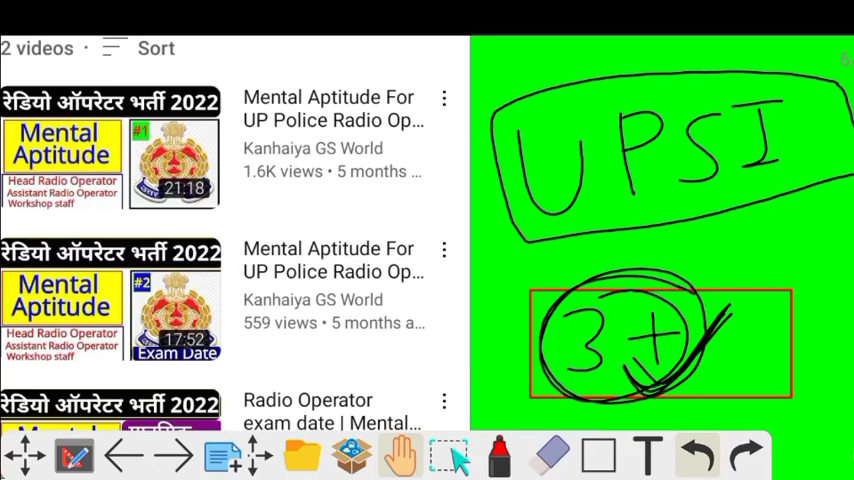 2 videos · Sort
रेडियो ऑपरेटर भर्ती 2022
Mental
Aptitude
#1
Head Radio Operator
Assistant Radio Operator
Workshop staff
21:18
Mental Aptitude For
UP Police Radio Op...
Kanhaiya GS World
1.6K views • 5 months ...
रेडियो ऑपरेटर भर्ती 2022
Mental
Aptitude
#2
Head Radio Operator
Assistant Radio Operator
Workshop staff
17:52
Exam Date
Mental Aptitude For
UP Police Radio Op...
Kanhaiya GS World
559 views • 5 months a...
रेडियो ऑपरेटर भर्ती 2022
Radio Operator
exam date | Mental...
UPSI
3+
T